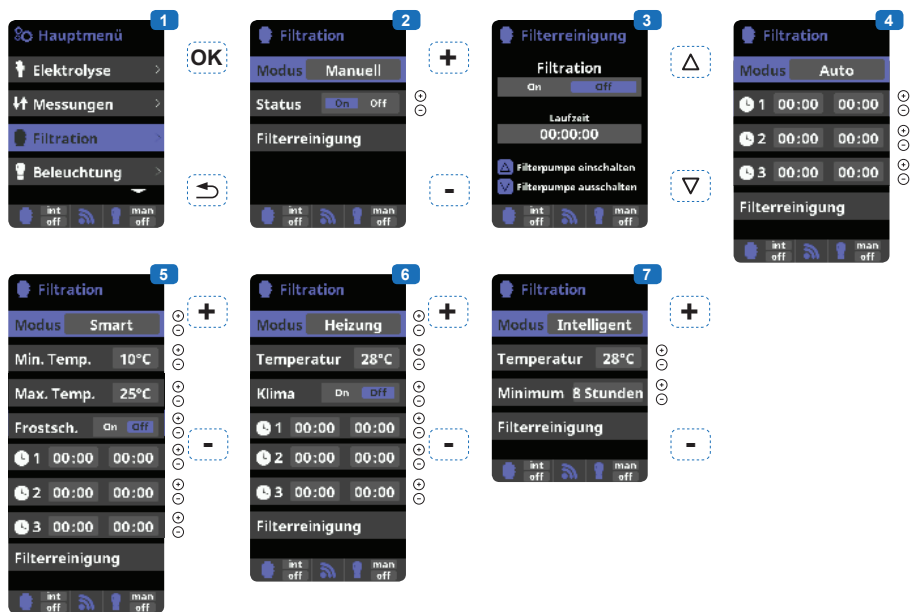 1
Hauptmenü
Elektrolyse
Messungen
Filtration
Beleuchtung
int off man off
OK
2
Filtration
Modus Manuell
Status On Off
Filterreinigung
int off man off
+
-
3
Filterreinigung
Filtration
On Off
Laufzeit
00:00:00
Filterpumpe einschalten
Filterpumpe ausschalten
int off man off
4
Filtration
Modus Auto
1 00:00 00:00
2 00:00 00:00
3 00:00 00:00
Filterreinigung
int off man off
5
Filtration
Modus Smart
Min. Temp. 10°C
Max. Temp. 25°C
Frostsch. On Off
1 00:00 00:00
2 00:00 00:00
3 00:00 00:00
Filterreinigung
int off man off
+
-
6
Filtration
Modus Heizung
Temperatur 28°C
Klima On Off
1 00:00 00:00
2 00:00 00:00
3 00:00 00:00
Filterreinigung
int off man off
+
-
7
Filtration
Modus Intelligent
Temperatur 28°C
Minimum 8 Stunden
Filterreinigung
int off man off
+
-